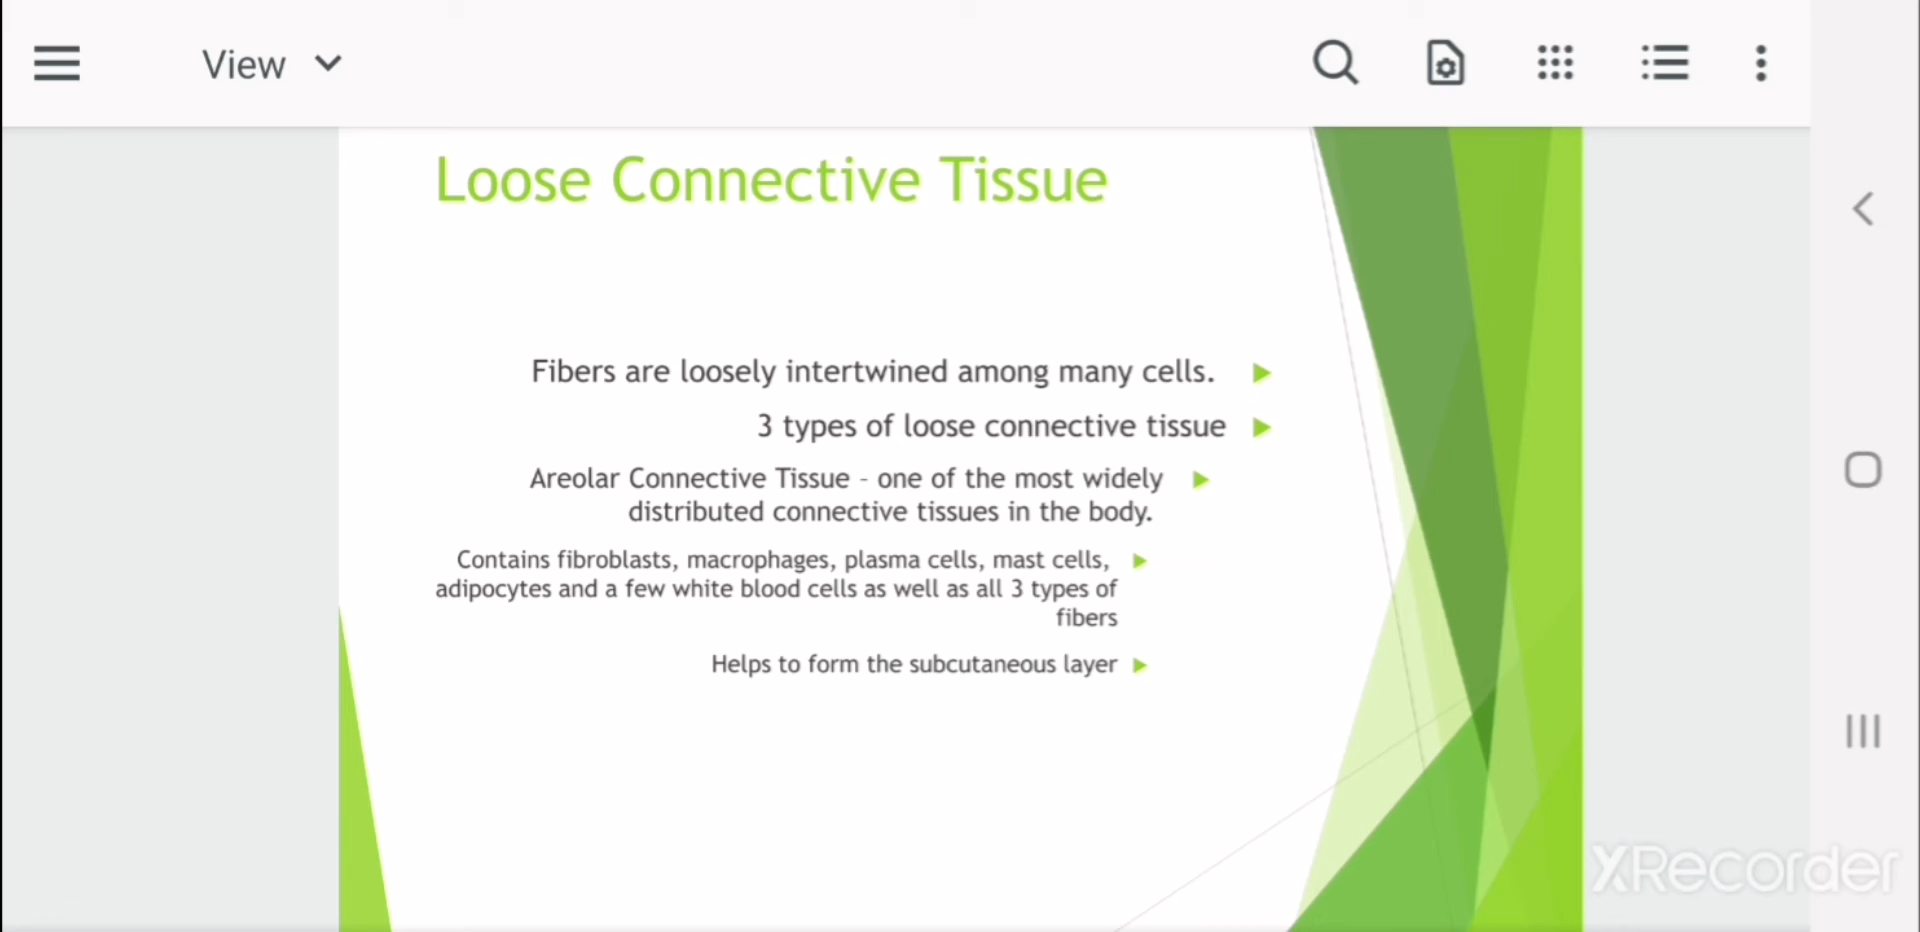 View
Loose Connective Tissue
Fibers are loosely intertwined among many cells.
3 types of loose connective tissue
Areolar Connective Tissue - one of the most widely
distributed connective tissues in the body.
Contains fibroblasts, macrophages, plasma cells, mast cells,
adipocytes and a few white blood cells as well as all 3 types of
fibers
Helps to form the subcutaneous layer
XRecorder